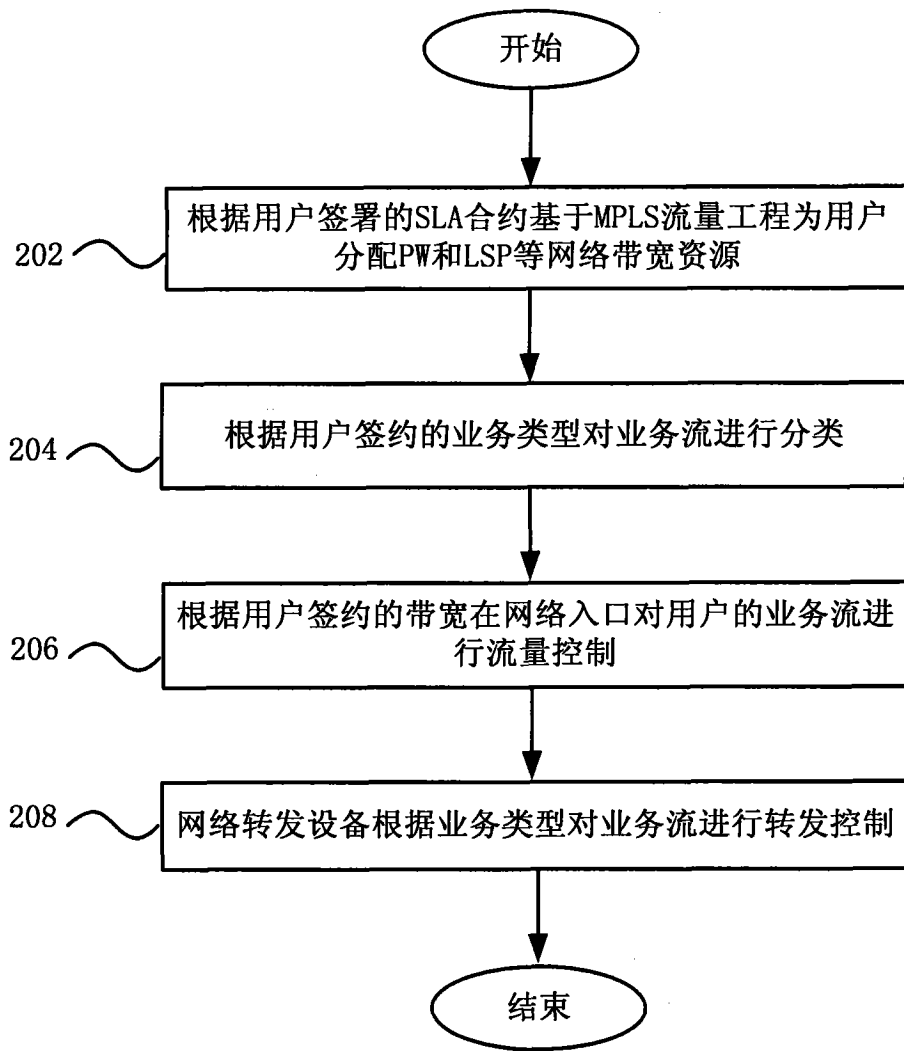 开始
根据用户签署的SLA合约基于MPLS流量工程为用户
分配PW和LSP等网络带宽资源
202
根据用户签约的业务类型对业务流进行分类
204
根据用户签约的带宽在网络入口对用户的业务流进
行流量控制
206
网络转发设备根据业务类型对业务流进行转发控制
208
结束